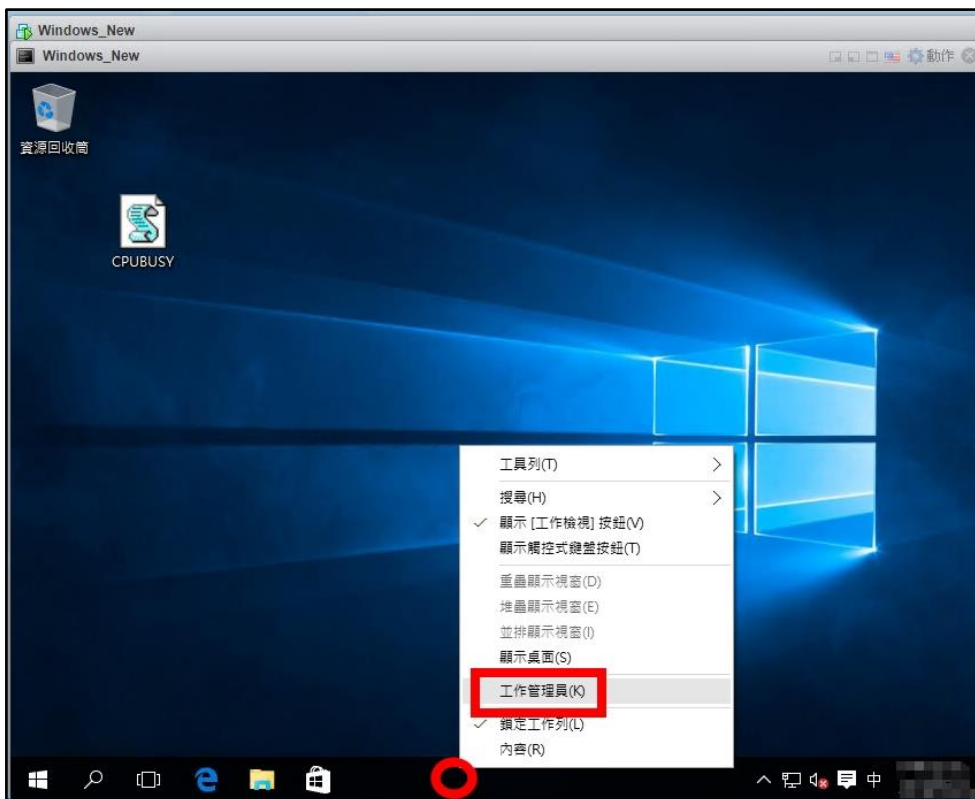 Windows_New
Windows_New
動作
資源回收筒
CPUBUSY
工具列(T)
搜尋(H)
顯示 [工作檢視] 按鈕(V)
顯示觸控式鍵盤按鈕(T)
重疊顯示視窗(D)
堆疊顯示視窗(E)
並排顯示視窗(I)
顯示桌面(S)
工作管理員(K)
鎖定工作列(L)
內容(R)
中